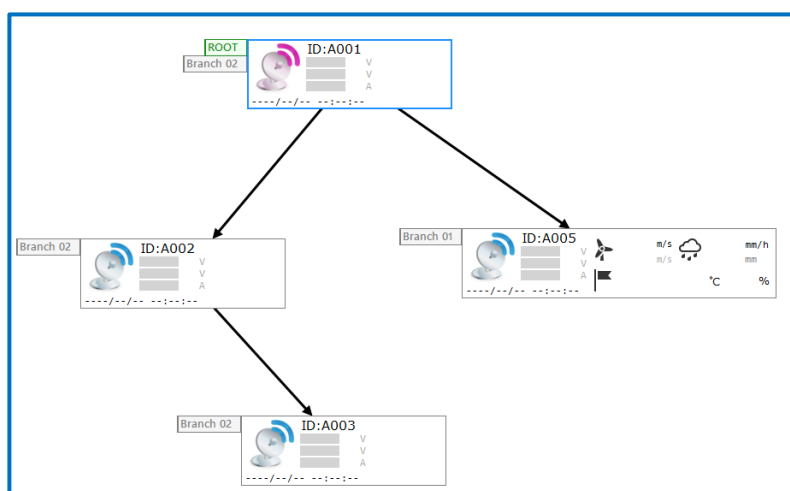 ROOT
ID:A001
Branch 02
V
V
A
----/--/-- --:--:--
Branch 02
ID:A002
V
V
A
----/--/-- --:--:--
Branch 01
ID:A005
V m/s mm/h
V m/s mm
A ℃ %
----/--/-- --:--:--
Branch 02
ID:A003
V
V
A
----/--/-- --:--:--